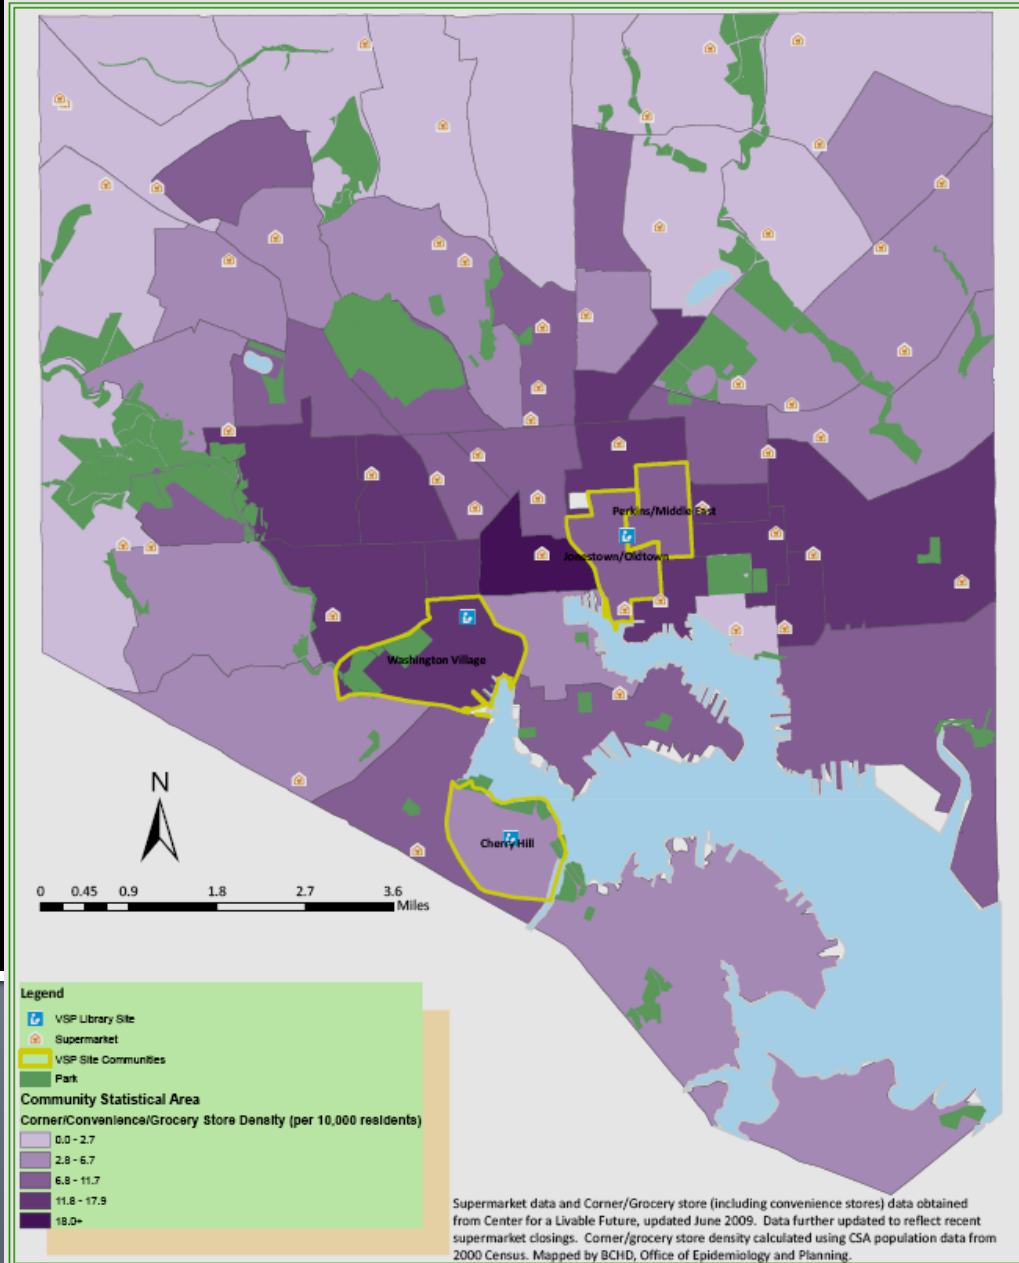 Perkins/Middle East
Jonestown/Oldtown
Washington Village
N
Cherry Hill
0 0.45 0.9 1.8 2.7 3.6
Miles
Legend
VSP Library Site
Supermarket
VSP Site Communities
Park
Community Statistical Area
Corner/Convenience/Grocery Store Density (per 10,000 residents)
0.0 - 2.7
2.8 - 6.7
6.8 - 11.7
11.8 - 17.9
18.0+
Supermarket data and Corner/Grocery store (including convenience stores) data obtained
from Center for a Livable Future, updated June 2009. Data further updated to reflect recent
supermarket closings. Corner/grocery store density calculated using CSA population data from
2000 Census. Mapped by BCHD, Office of Epidemiology and Planning.